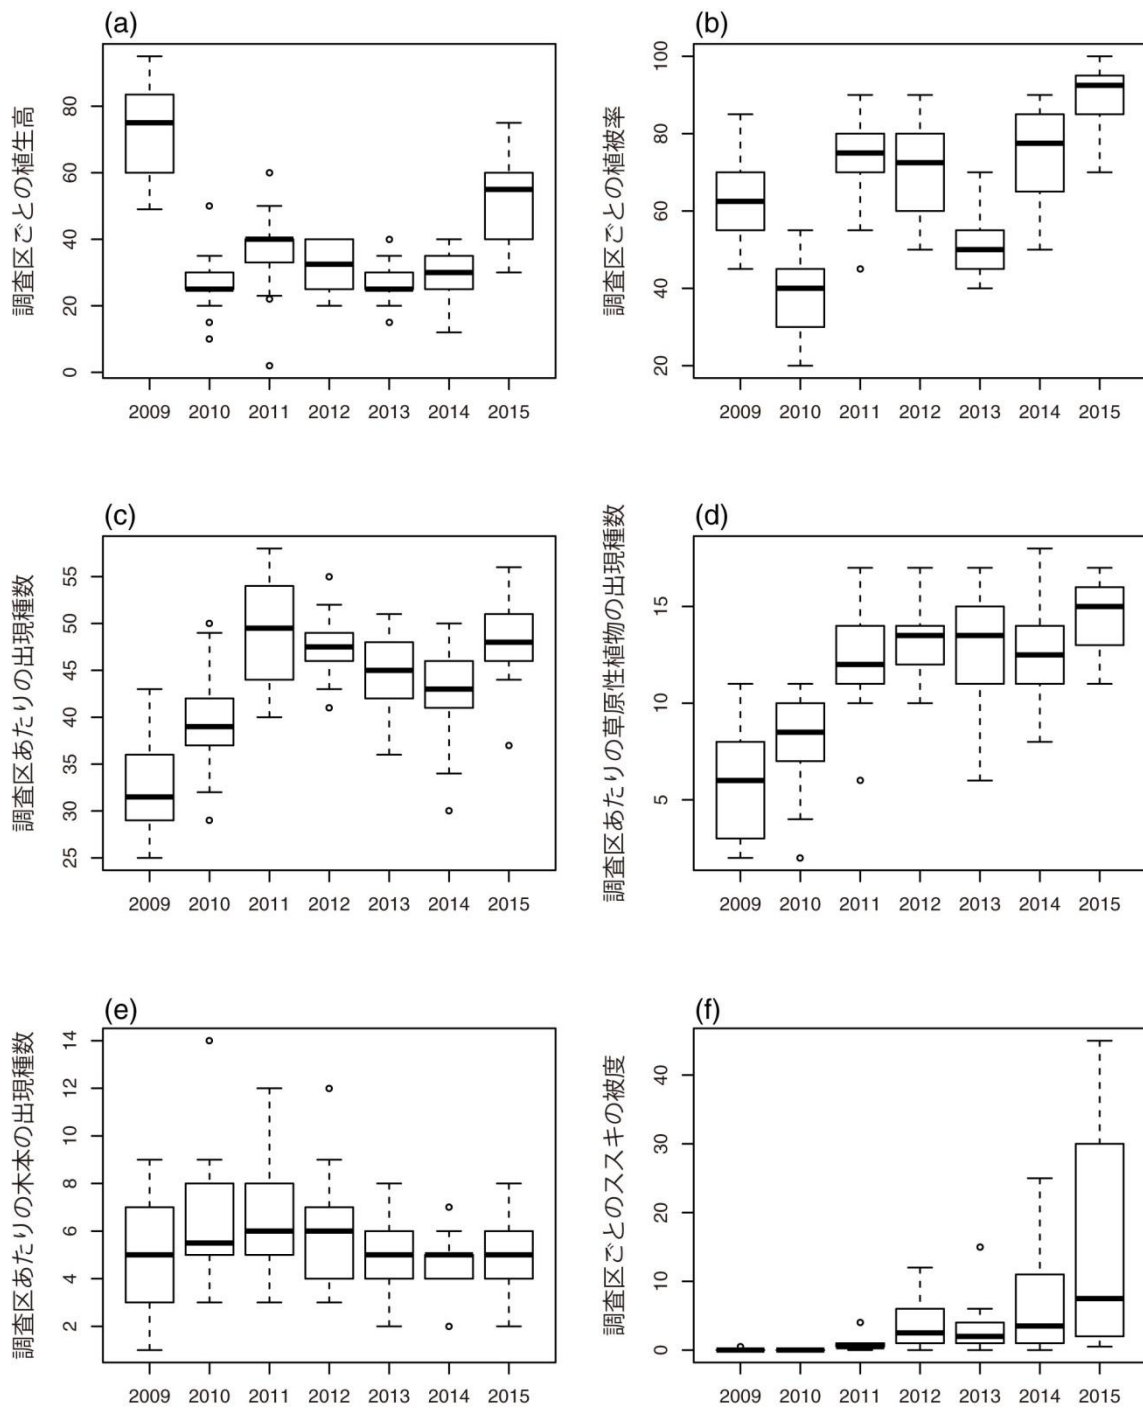 (a)
調査区ごとの植生高
0 20 40 60 80
2009 2010 2011 2012 2013 2014 2015
(b)
調査区ごとの植被率
20 40 60 80 100
2009 2010 2011 2012 2013 2014 2015
(c)
調査区あたりの出現種数
25 30 35 40 45 50 55
2009 2010 2011 2012 2013 2014 2015
(d)
調査区あたりの草原性植物の出現種数
5 10 15
2009 2010 2011 2012 2013 2014 2015
(e)
調査区あたりの木本の出現種数
2 4 6 8 10 12 14
2009 2010 2011 2012 2013 2014 2015
(f)
調査区ごとのススキの被度
0 10 20 30 40
2009 2010 2011 2012 2013 2014 2015